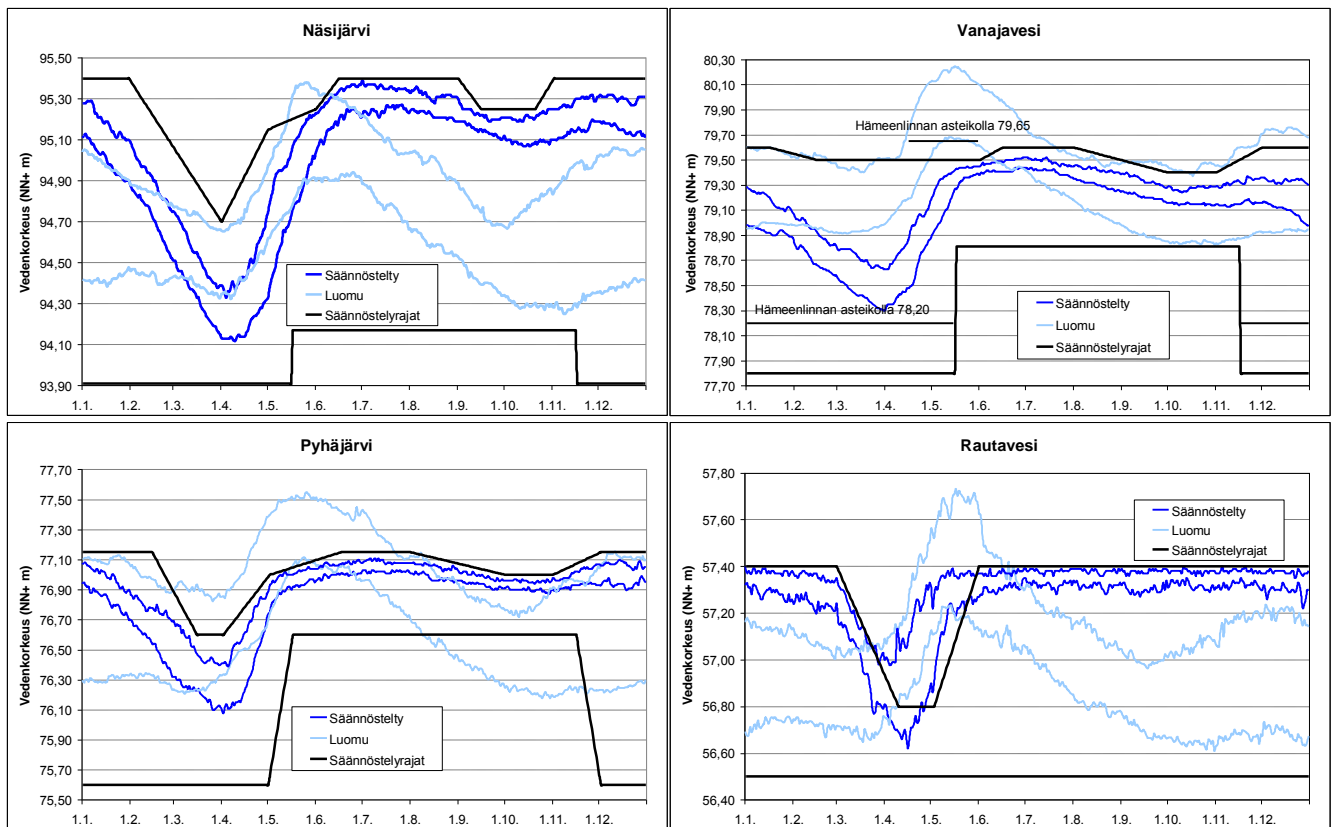 Näsijärvi
Vedenkorkeus (NN+ m)
95,50
95,30
95,10
94,90
94,70
94,50
94,30
94,10
93,90
Säännöstelty
Luomu
Säännöstelyrajat
1.1. 1.2. 1.3. 1.4. 1.5. 1.6. 1.7. 1.8. 1.9. 1.10. 1.11. 1.12.
Vanajavesi
Vedenkorkeus (NN+ m)
80,30
80,10
79,90
79,70
79,50
79,30
79,10
78,90
78,70
78,50
78,30
78,10
77,90
77,70
Hämeenlinnan asteikolla 79,65
Hämeenlinnan asteikolla 78,20
Säännöstelty
Luomu
Säännöstelyrajat
1.1. 1.2. 1.3. 1.4. 1.5. 1.6. 1.7. 1.8. 1.9. 1.10. 1.11. 1.12.
Pyhäjärvi
Vedenkorkeus (NN+ m)
77,70
77,50
77,30
77,10
76,90
76,70
76,50
76,30
76,10
75,90
75,70
75,50
Säännöstelty
Luomu
Säännöstelyrajat
1.1. 1.2. 1.3. 1.4. 1.5. 1.6. 1.7. 1.8. 1.9. 1.10. 1.11. 1.12.
Rautavesi
Vedenkorkeus (NN+ m)
57,80
57,60
57,40
57,20
57,00
56,80
56,60
56,40
Säännöstelty
Luomu
Säännöstelyrajat
1.1. 1.2. 1.3. 1.4. 1.5. 1.6. 1.7. 1.8. 1.9. 1.10. 1.11. 1.12.